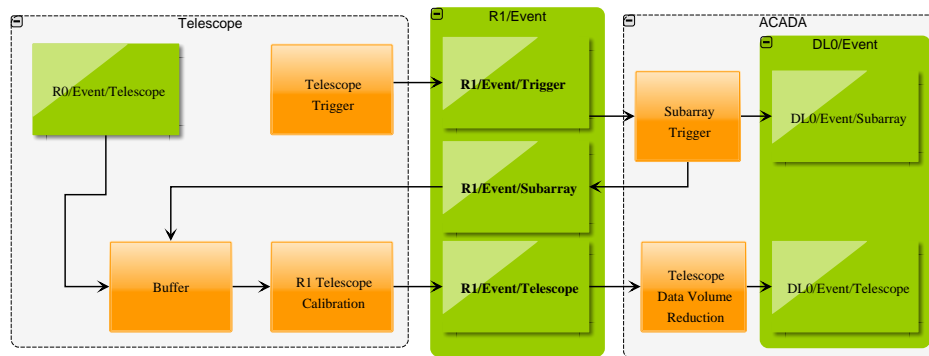 Telescope
R1/Event
ACADA
DL0/Event
R0/Event/Telescope
Telescope
Trigger
R1/Event/Trigger
Subarray
Trigger
DL0/Event/Subarray
R1/Event/Subarray
Buffer
R1 Telescope
Calibration
R1/Event/Telescope
Telescope
Data Volume
Reduction
DL0/Event/Telescope